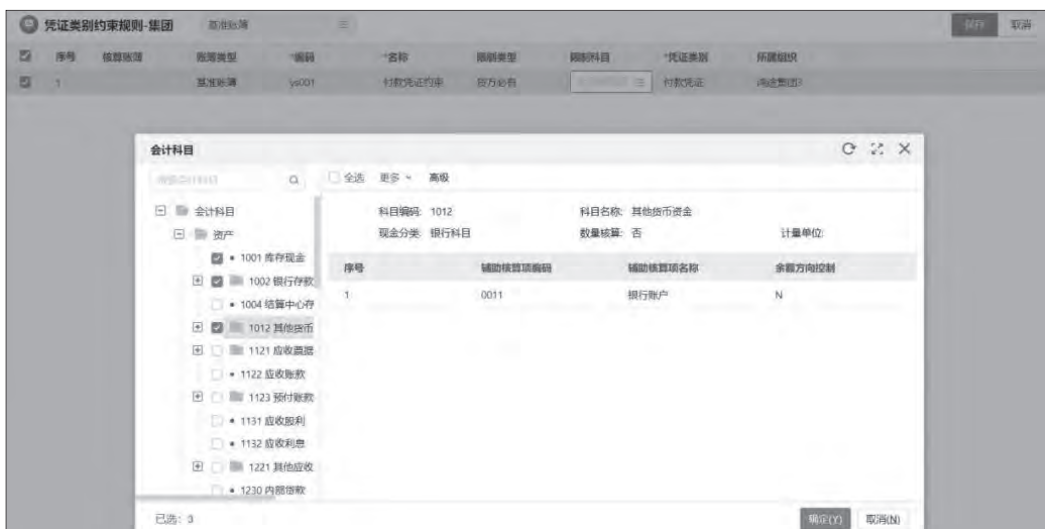 凭证类别约束规则-集团 基准账簿 保存 取消
序号 核算账簿 账簿类型 *编码 *名称 限制类型 限制科目 *凭证类别 所属组织
1 基准账簿 ys001 付款凭证约束 贷方必有 付款凭证 鸿途集团
会计科目
全选 更多 高级
会计科目 科目编码: 1012 科目名称: 其他货币资金
资产 现金分类: 银行科目 数量核算: 否 计量单位:
1001 库存现金
序号 辅助核算项编码 辅助核算项名称 余额方向控制
1002 银行存款
1 0011 银行账户 N
1004 结算中心存
1012 其他货币
1121 应收票据
1122 应收账款
1123 预付账款
1131 应收股利
1132 应收利息
1221 其他应收
1230 内部借款
已选: 3 确定(Y) 取消(N)